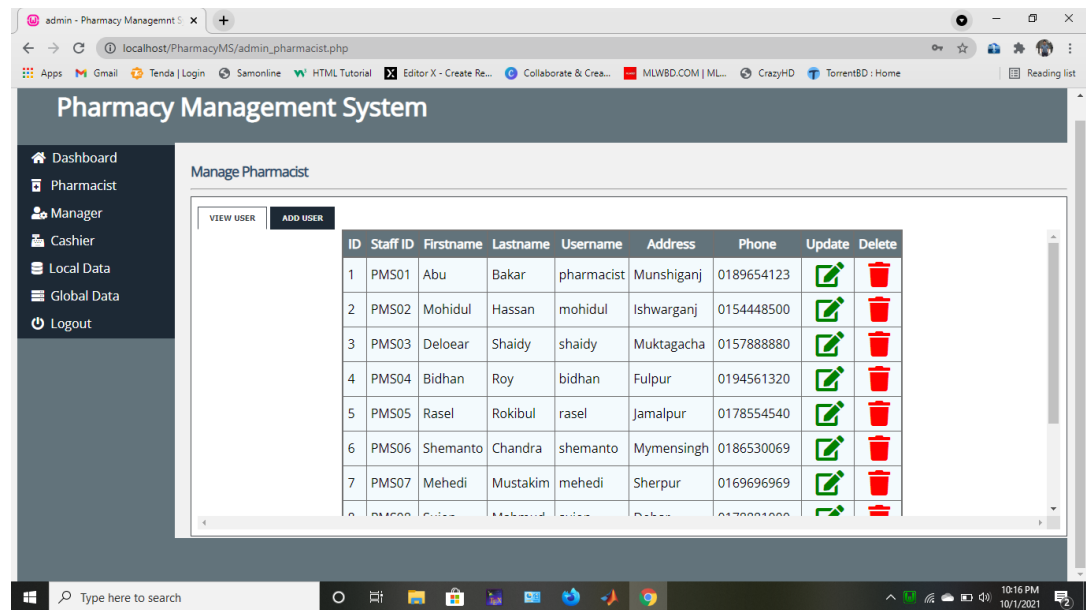 admin - Pharmacy Managemnt S
localhost/PharmacyMS/admin_pharmacist.php
Apps Gmail Tenda | Login Samonline HTML Tutorial Editor X - Create Re... Collaborate & Crea... MLWBD.COM | ML... CrazyHD TorrentBD : Home Reading list
Pharmacy Management System
Dashboard
Pharmacist
Manager
Cashier
Local Data
Global Data
Logout
Manage Pharmacist
VIEW USER ADD USER
ID Staff ID Firstname Lastname Username Address Phone Update Delete
1 PMS01 Abu Bakar pharmacist Munshiganj 0189654123
2 PMS02 Mohidul Hassan mohidul Ishwarganj 0154448500
3 PMS03 Deloear Shaidy shaidy Muktagacha 0157888880
4 PMS04 Bidhan Roy bidhan Fulpur 0194561320
5 PMS05 Rasel Rokibul rasel Jamalpur 0178554540
6 PMS06 Shemanto Chandra shemanto Mymensingh 0186530069
7 PMS07 Mehedi Mustakim mehedi Sherpur 0169696969
Type here to search
10:16 PM
10/1/2021